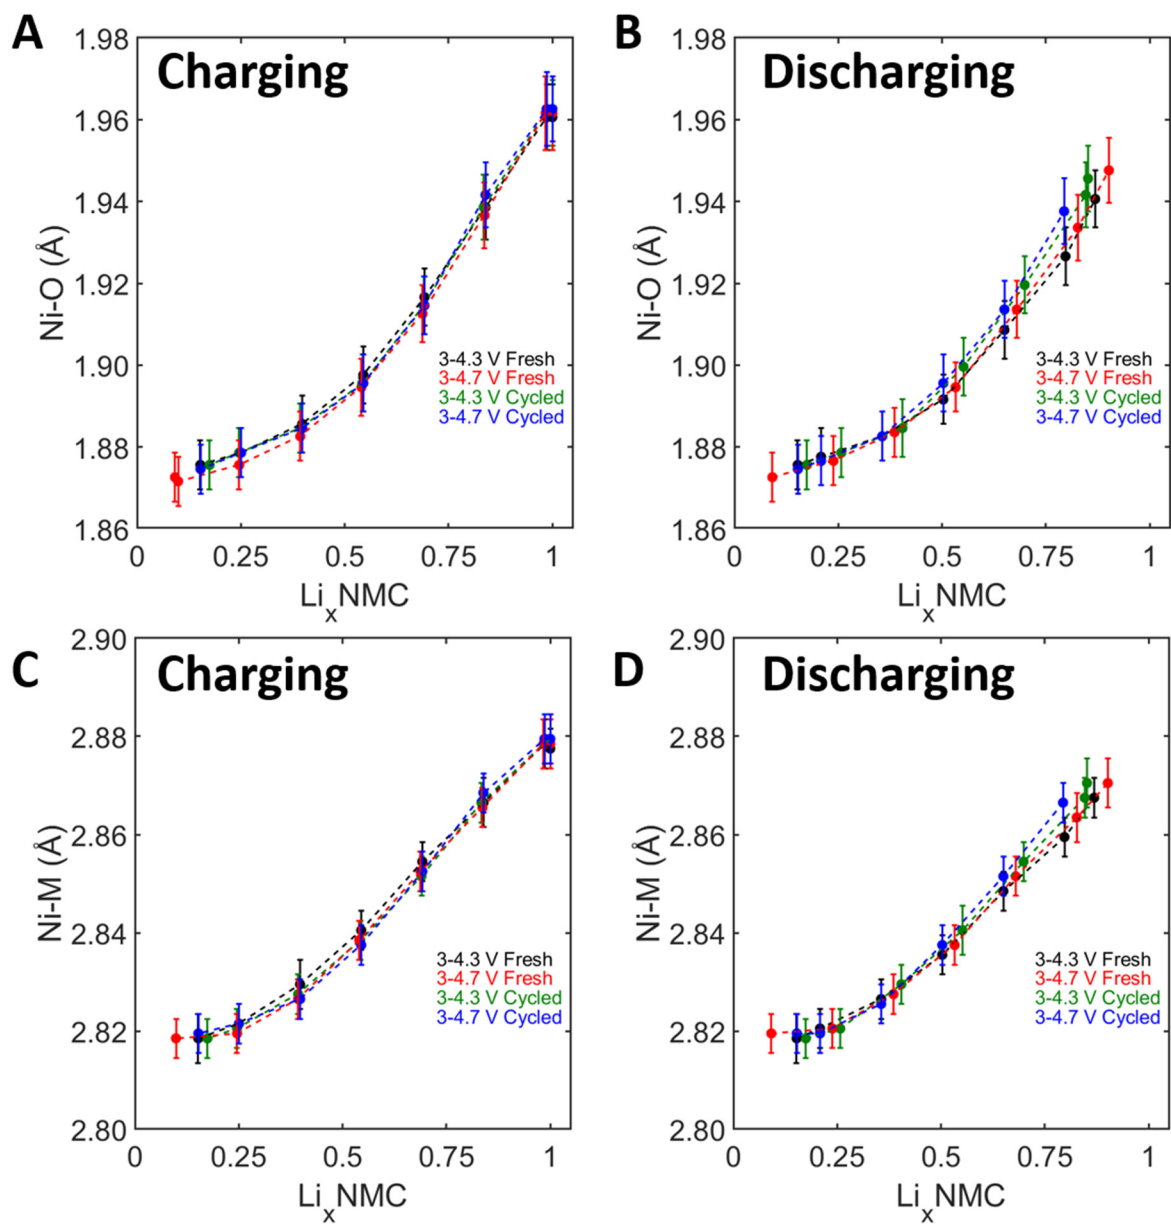 A
Charging
Ni-O (Å)
1.98
1.96
1.94
1.92
1.90
1.88
1.86
3-4.3 V Fresh
3-4.7 V Fresh
3-4.3 V Cycled
3-4.7 V Cycled
0 0.25 0.5 0.75 1
LixNMC
B
Discharging
Ni-O (Å)
1.98
1.96
1.94
1.92
1.90
1.88
1.86
3-4.3 V Fresh
3-4.7 V Fresh
3-4.3 V Cycled
3-4.7 V Cycled
0 0.25 0.5 0.75 1
LixNMC
C
Charging
Ni-M (Å)
2.90
2.88
2.86
2.84
2.82
2.80
3-4.3 V Fresh
3-4.7 V Fresh
3-4.3 V Cycled
3-4.7 V Cycled
0 0.25 0.5 0.75 1
LixNMC
D
Discharging
Ni-M (Å)
2.90
2.88
2.86
2.84
2.82
2.80
3-4.3 V Fresh
3-4.7 V Fresh
3-4.3 V Cycled
3-4.7 V Cycled
0 0.25 0.5 0.75 1
LixNMC